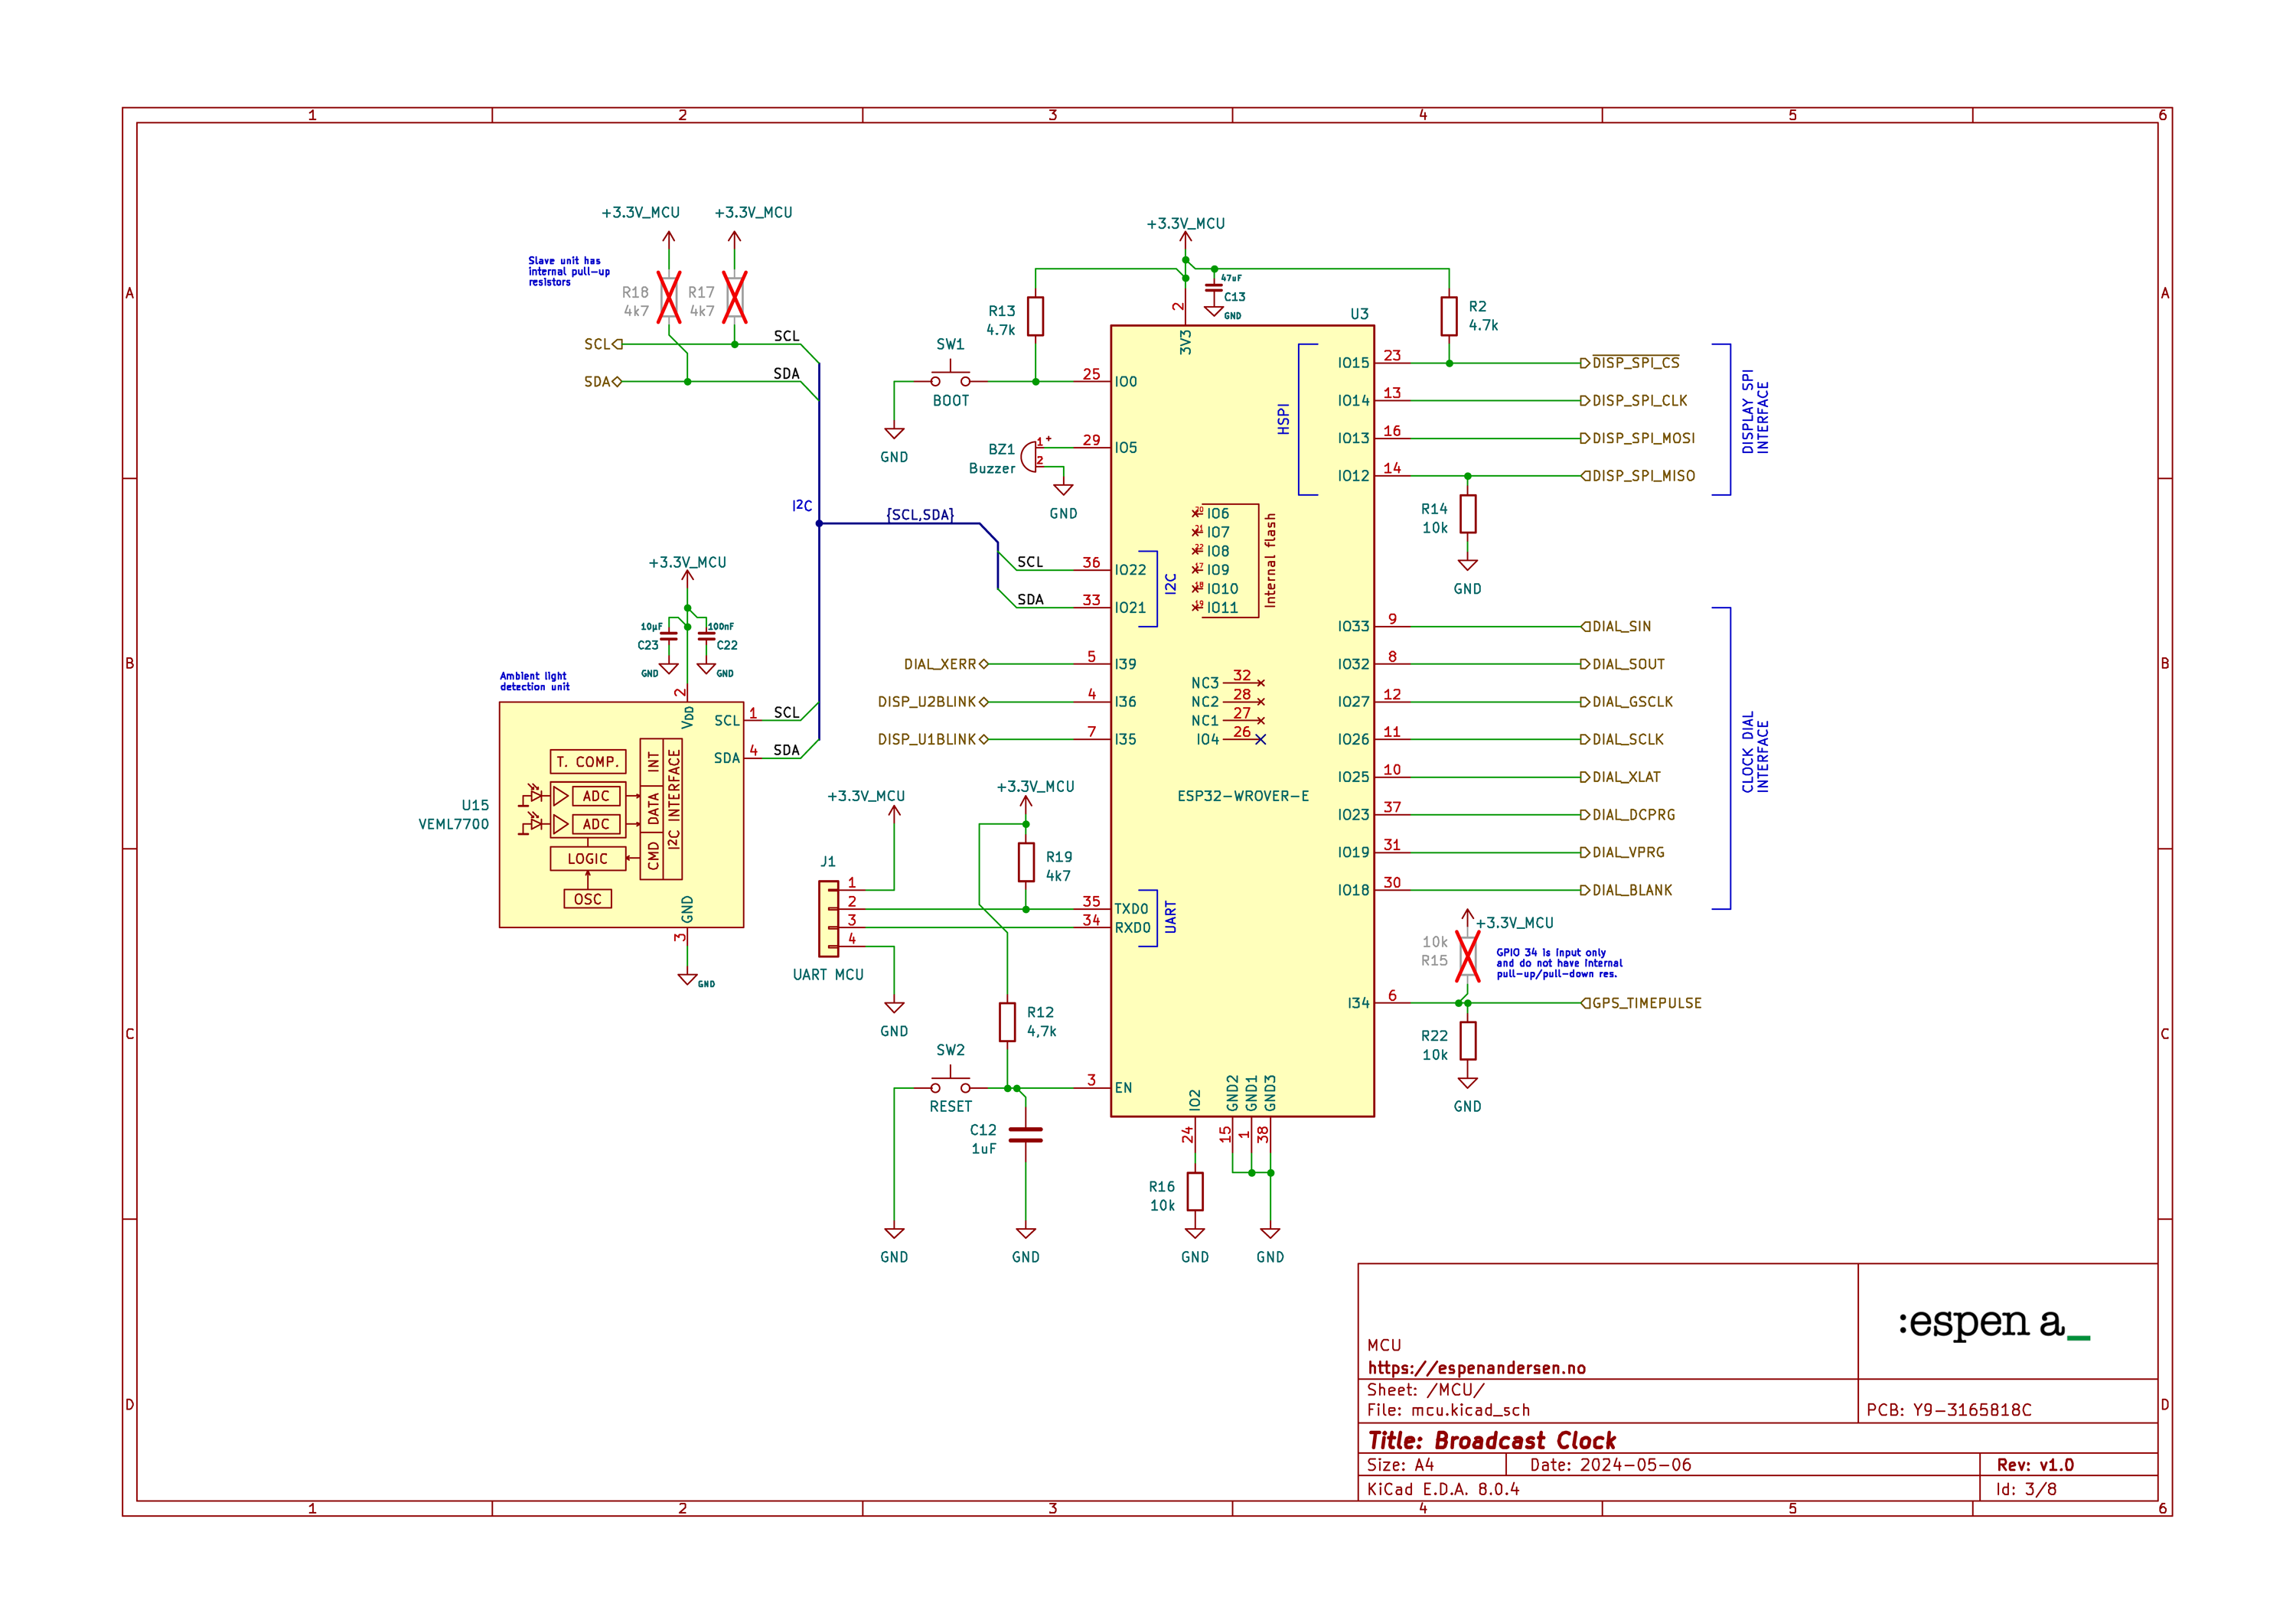 1 2 3 4 5 6
A
B
C
D
A
B
C
D
+3.3V_MCU
+3.3V_MCU
Slave unit has
internal pull-up
resistors
R18
4k7
R17
4k7
SCL
SCL
SDA
SDA
I²C
{SCL,SDA}
SCL
SDA
+3.3V_MCU
10µF
C23
GND
100nF
C22
GND
Ambient light
detection unit
2
VDD
SCL
1
SCL
SDA
4
SDA
T. COMP.
ADC
ADC
LOGIC
OSC
INT
DATA
CMD
I2C INTERFACE
U15
VEML7700
GND
3
GND
+3.3V_MCU
47uF
C13
GND
R13
4.7k
SW1
BOOT
GND
BZ1
Buzzer
1
+
2
GND
U3
2
3V3
25
IO0
29
IO5
36
IO22
33
IO21
I2C
DIAL_XERR
5
I39
DISP_U2BLINK
4
I36
DISP_U1BLINK
7
I35
20 IO6
21 IO7
22 IO8
17 IO9
18 IO10
19 IO11
Internal flash
NC3 32
NC2 28
NC1 27
IO4 26
ESP32-WROVER-E
+3.3V_MCU
+3.3V_MCU
J1
1
2
3
4
UART MCU
GND
R19
4k7
35
TXD0
34
RXD0
UART
R12
4,7k
SW2
RESET
GND
3
EN
C12
1uF
GND
IO2
24
R16
10k
GND
GND2
GND1
GND3
15
1
38
GND
HSPI
R2
4.7k
IO15 23 DISP_SPI_CS
IO14 13 DISP_SPI_CLK
IO13 16 DISP_SPI_MOSI
IO12 14 DISP_SPI_MISO
DISPLAY SPI
INTERFACE
R14
10k
GND
IO33 9 DIAL_SIN
IO32 8 DIAL_SOUT
IO27 12 DIAL_GSCLK
IO26 11 DIAL_SCLK
IO25 10 DIAL_XLAT
IO23 37 DIAL_DCPRG
IO19 31 DIAL_VPRG
IO18 30 DIAL_BLANK
CLOCK DIAL
INTERFACE
+3.3V_MCU
10k
R15
GPIO 34 is input only
and do not have internal
pull-up/pull-down res.
I34 6 GPS_TIMEPULSE
R22
10k
GND
:espen a_
MCU
https://espenandersen.no
Sheet: /MCU/
File: mcu.kicad_sch
PCB: Y9-3165818C
Title: Broadcast Clock
Size: A4
Date: 2024-05-06
Rev: v1.0
KiCad E.D.A. 8.0.4
Id: 3/8
1 2 3 4 5 6